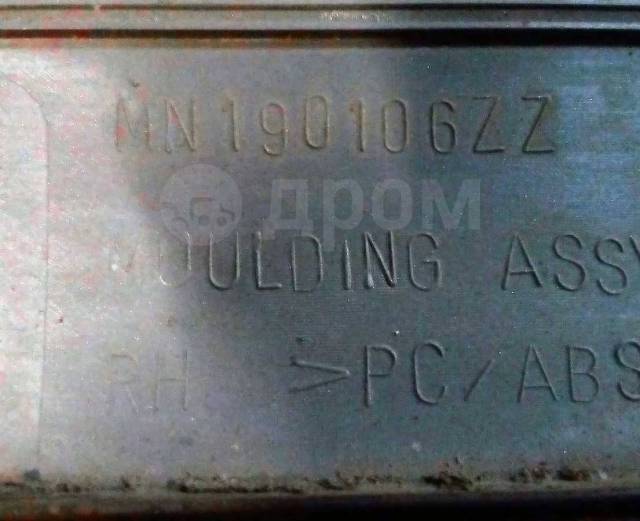 MN190106ZZ
дром
MOULDING ASSY
RH >PC/ABS